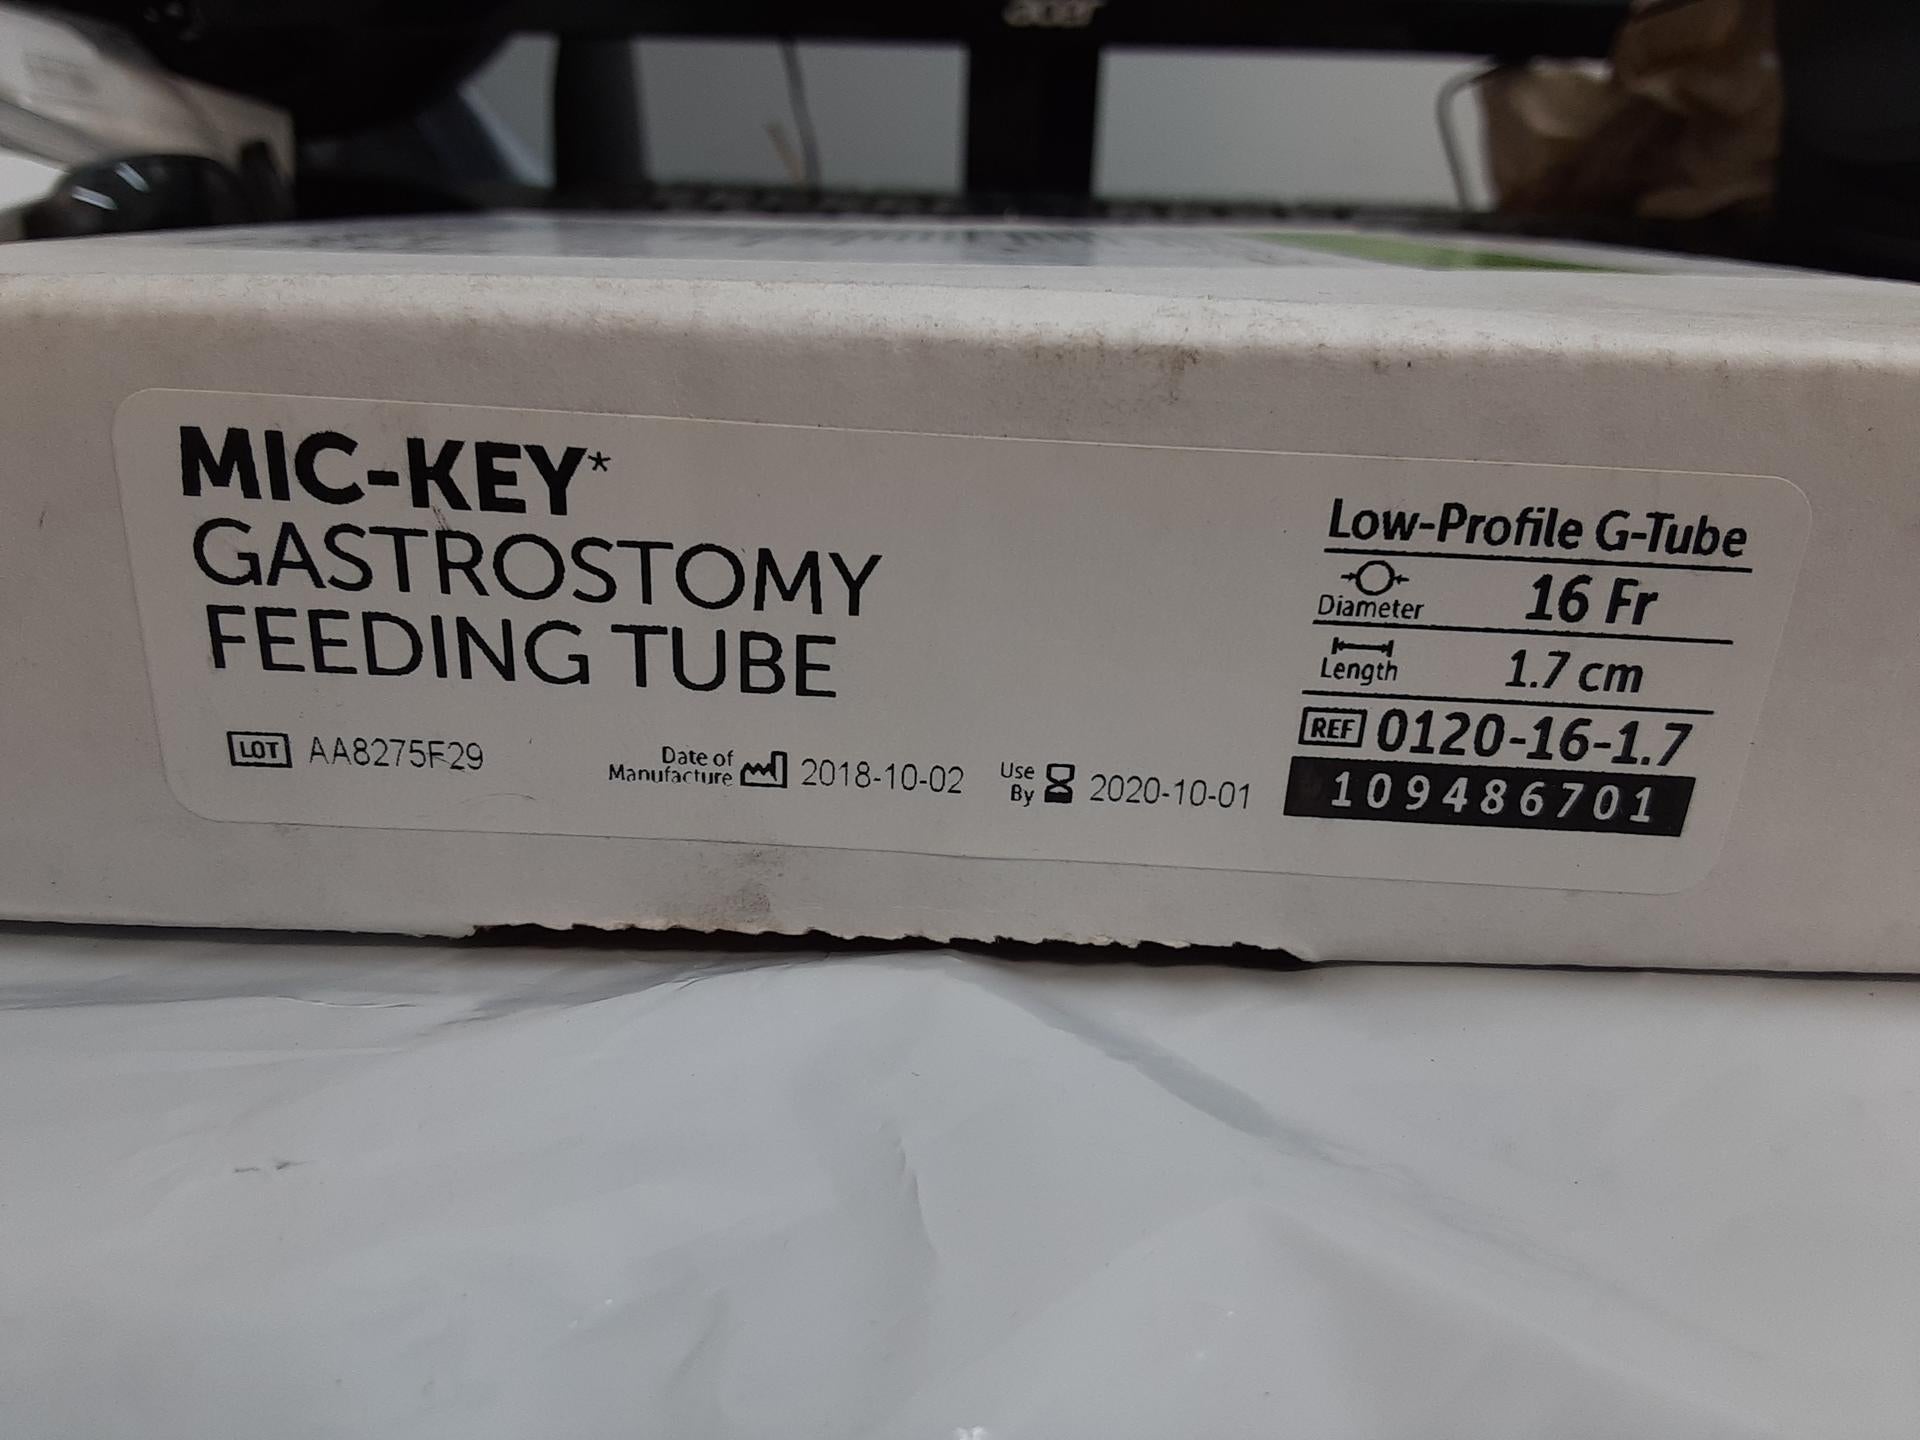 acer
MIC-KEY*
GASTROSTOMY
FEEDING TUBE
LOT AA8275F29
Date of
Manufacture 2018-10-02
Use
By 2020-10-01
Low-Profile G-Tube
Diameter 16 Fr
Length 1.7 cm
REF 0120-16-1.7
109486701